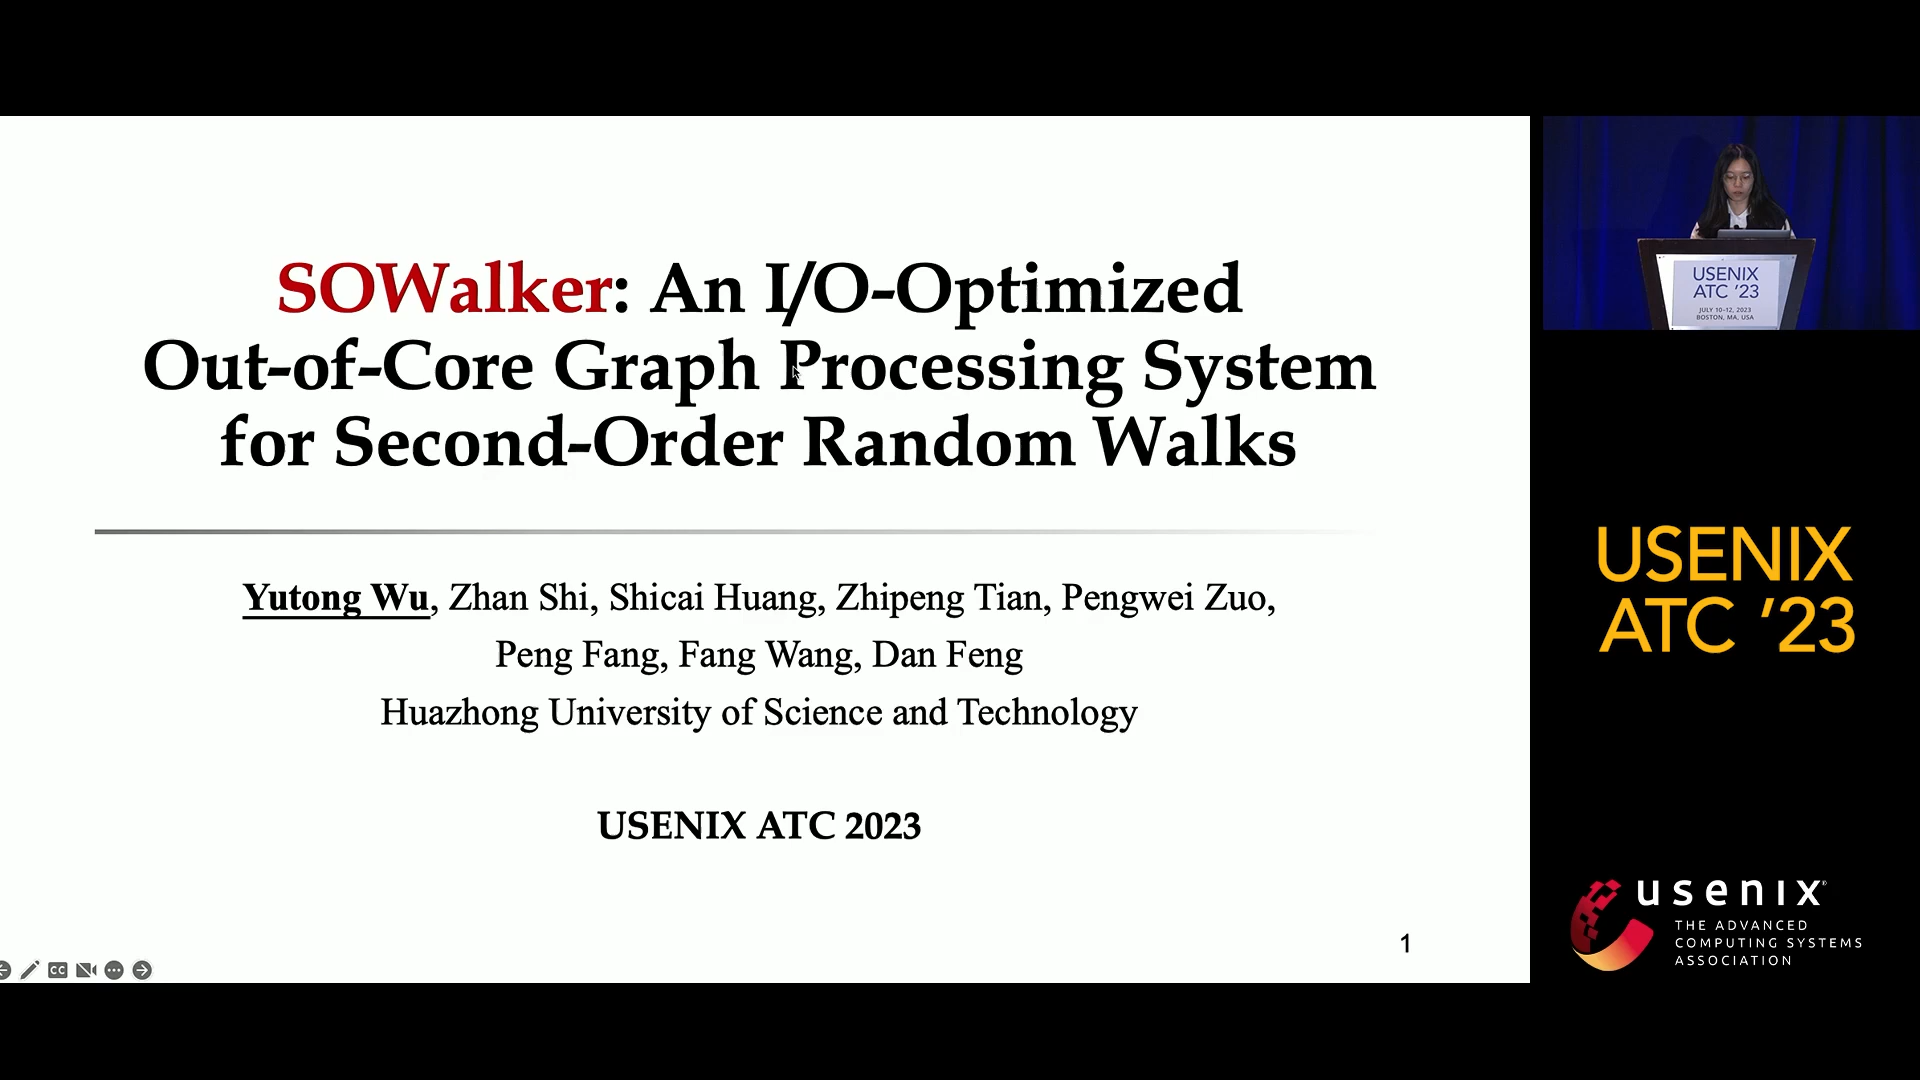 SOWalker: An I/O-Optimized
Out-of-Core Graph Processing System
for Second-Order Random Walks
Yutong Wu, Zhan Shi, Shicai Huang, Zhipeng Tian, Pengwei Zuo,
Peng Fang, Fang Wang, Dan Feng
Huazhong University of Science and Technology
USENIX ATC 2023
1
CC
USENIX
ATC '23
JULY 10–12, 2023
BOSTON, MA, USA
USENIX
ATC '23
usenix®
THE ADVANCED
COMPUTING SYSTEMS
ASSOCIATION